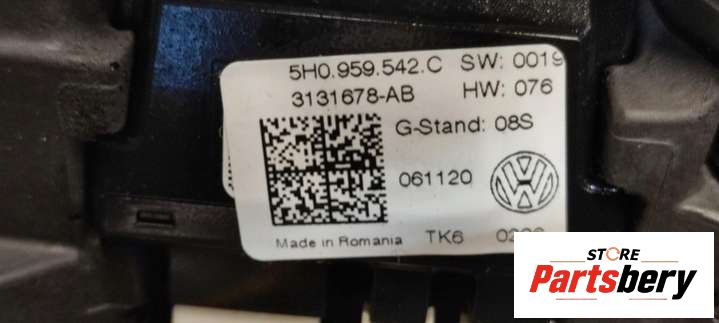 5H0.959.542.C SW: 0019
3131678-AB HW: 076
G-Stand: 08S
061120
Made in Romania TK6
STORE
Partsbery